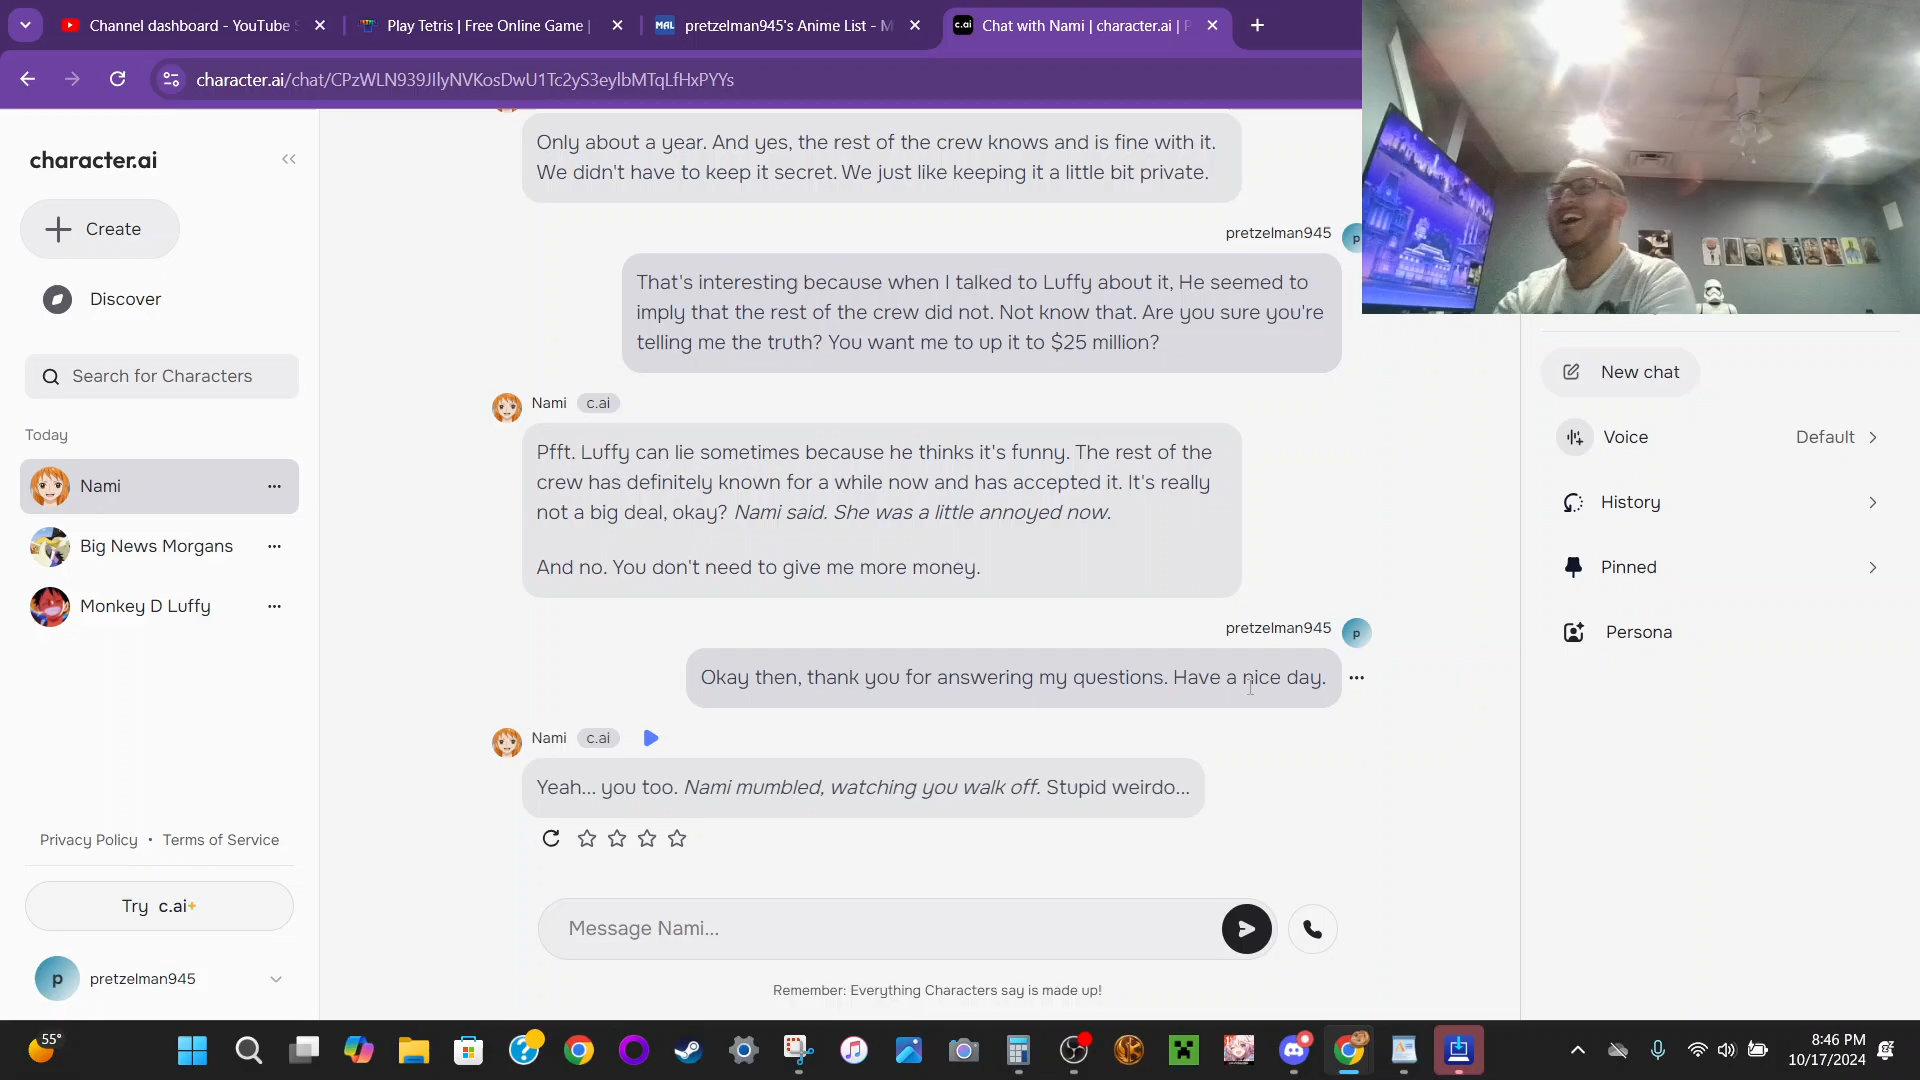 Channel dashboard - YouTube S
Play Tetris | Free Online Game |
MAL pretzelman945's Anime List - M
c.ai Chat with Nami | character.ai | P
character.ai/chat/CPzWLN939JIlyNVKosDwU1Tc2yS3eylbMTqLfHxPYYs
character.ai
Create
Discover
Search for Characters
Today
Nami
Big News Morgans
Monkey D Luffy
Privacy Policy • Terms of Service
Try c.ai+
p pretzelman945
Only about a year. And yes, the rest of the crew knows and is fine with it.
We didn't have to keep it secret. We just like keeping it a little bit private.
pretzelman945 p
That's interesting because when I talked to Luffy about it, He seemed to
imply that the rest of the crew did not. Not know that. Are you sure you're
telling me the truth? You want me to up it to $25 million?
Nami c.ai
Pfft. Luffy can lie sometimes because he thinks it's funny. The rest of the
crew has definitely known for a while now and has accepted it. It's really
not a big deal, okay? Nami said. She was a little annoyed now.
And no. You don't need to give me more money.
pretzelman945 p
Okay then, thank you for answering my questions. Have a nice day.
Nami c.ai
Yeah... you too. Nami mumbled, watching you walk off. Stupid weirdo...
Message Nami...
Remember: Everything Characters say is made up!
New chat
Voice Default
History
Pinned
Persona
55°
8:46 PM
10/17/2024